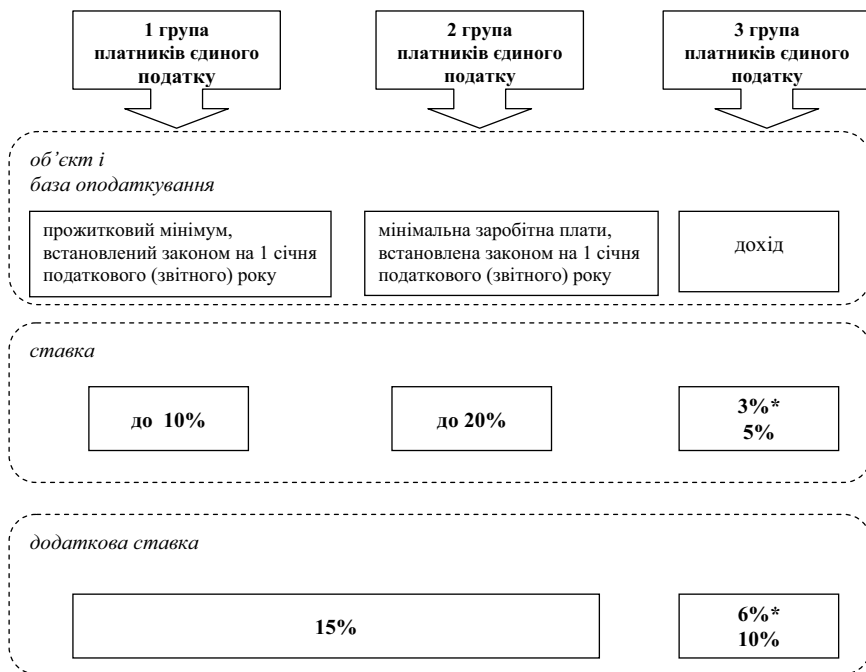 1 група
платників єдиного
податку
2 група
платників єдиного
податку
3 група
платників єдиного
податку
об’єкт і
база оподаткування
прожитковий мінімум,
встановлений законом на 1 січня
податкового (звітного) року
мінімальна заробітна плати,
встановлена законом на 1 січня
податкового (звітного) року
дохід
ставка
до 10%
до 20%
3%*
5%
додаткова ставка
15%
6%*
10%